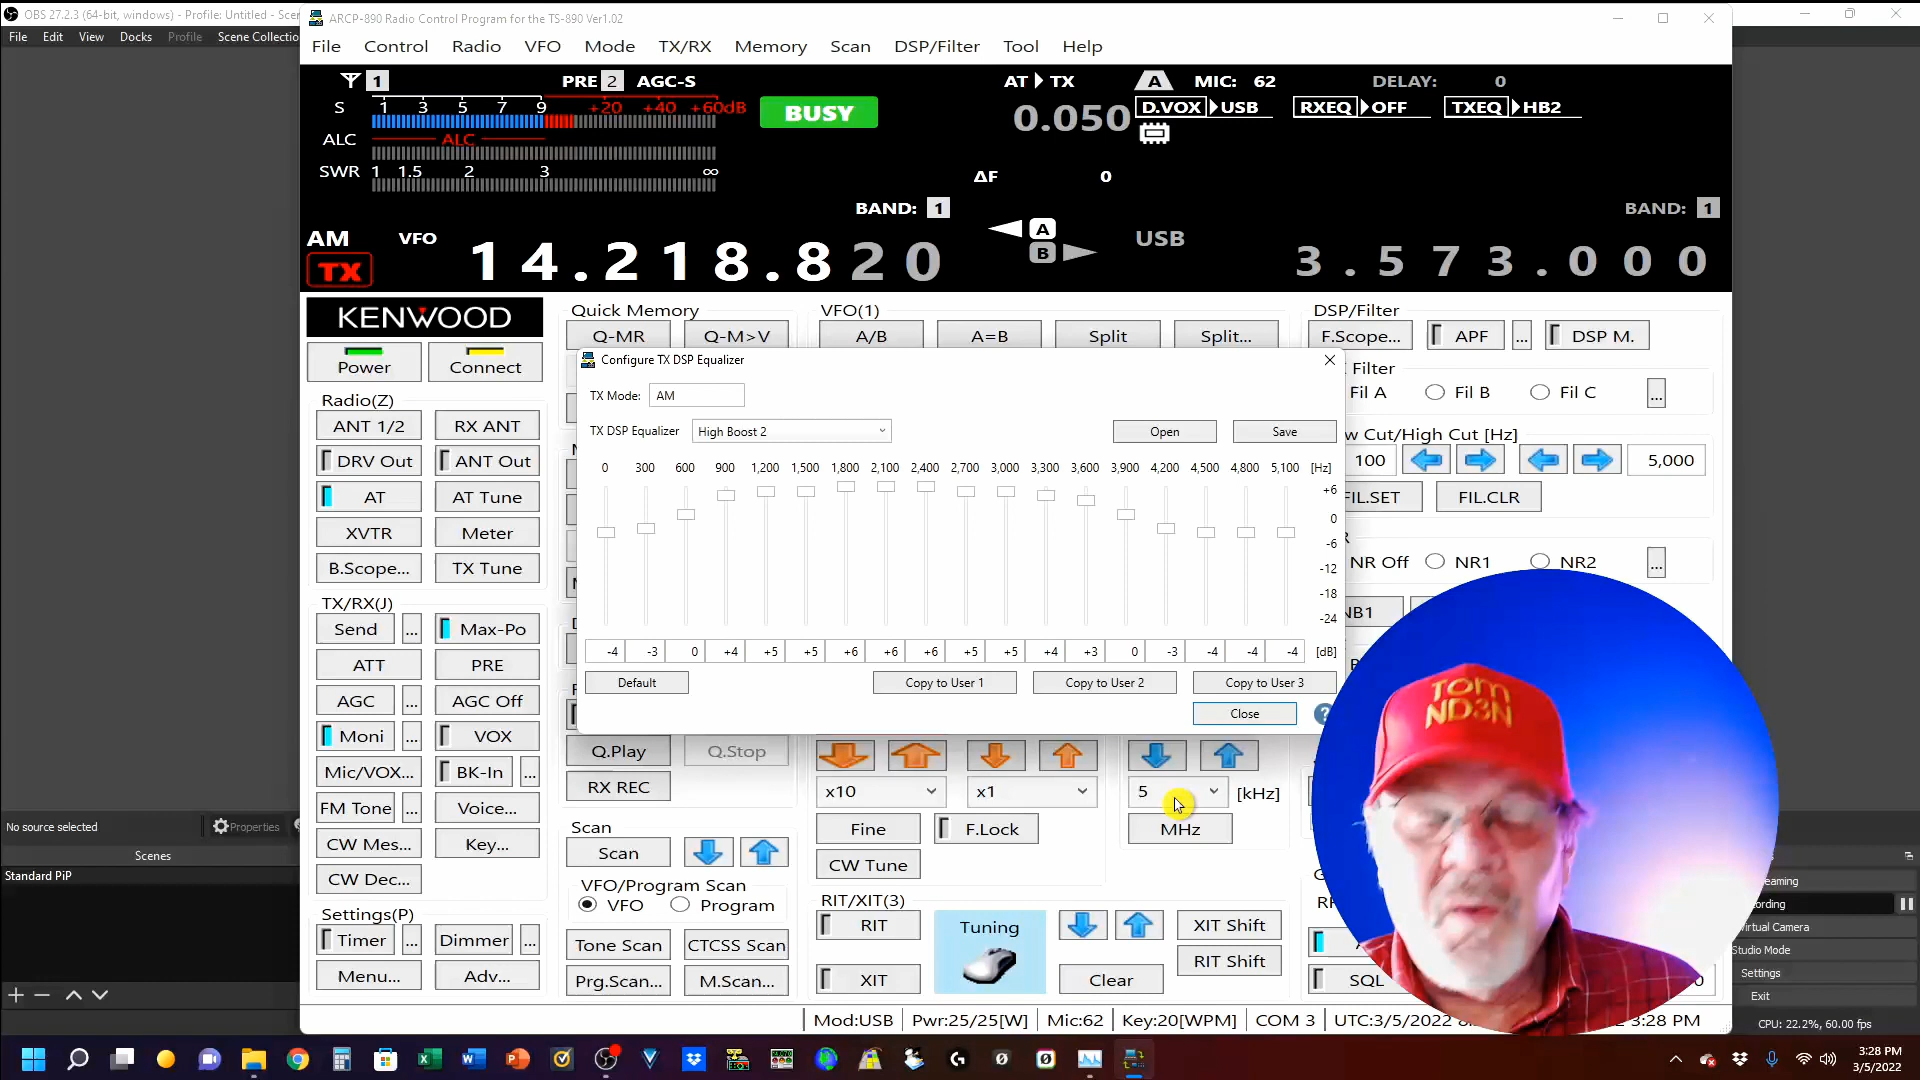 OBS 27.2.3 (64-bit, windows) - Profile: Untitled - Scen
File Edit View Docks Profile Scene Collectio
ARCP-890 Radio Control Program for the TS-890 Ver1.02
File Control Radio VFO Mode TX/RX Memory Scan DSP/Filter Tool Help
1 PRE 2 AGC-S AT TX A MIC: 62 DELAY: 0
S 1 3 5 7 9 +20 +40 +60dB BUSY 0.050 D.VOX USB RXEQ OFF TXEQ HB2
ALC ALC
SWR 1 1.5 2 3 ∞
ΔF 0
BAND: 1 BAND: 1
AM VFO 14.218.820 A USB 3.573.000
TX B
KENWOOD
Power Connect
Radio(Z)
ANT 1/2 RX ANT
DRV Out ANT Out
AT AT Tune
XVTR Meter
B.Scope... TX Tune
TX/RX(J)
Send ... Max-Po
ATT PRE
AGC ... AGC Off
Moni ... VOX
Mic/VOX... BK-In ...
FM Tone ... Voice...
CW Mes... Key...
CW Dec...
Settings(P)
Timer ... Dimmer ...
Menu... Adv...
Quick Memory
Q-MR Q-M>V
VFO(1)
A/B A=B Split Split...
DSP/Filter
F.Scope... APF ... DSP M.
Filter
Fil A Fil B Fil C ...
w Cut/High Cut [Hz]
100 5,000
FIL.SET FIL.CLR
NR Off NR1 NR2 ...
NB1
Configure TX DSP Equalizer
TX Mode: AM
TX DSP Equalizer High Boost 2 Open Save
0 300 600 900 1,200 1,500 1,800 2,100 2,400 2,700 3,000 3,300 3,600 3,900 4,200 4,500 4,800 5,100 [Hz]
+6
0
-6
-12
-18
-24
-4 -3 0 +4 +5 +5 +6 +6 +6 +5 +5 +4 +3 0 -3 -4 -4 -4 [dB]
Default Copy to User 1 Copy to User 2 Copy to User 3
Close ?
Q.Play Q.Stop
RX REC
x10 x1 5 [kHz]
Fine F.Lock MHz
CW Tune
Scan
Scan
VFO/Program Scan
VFO Program
Tone Scan CTCSS Scan
Prg.Scan... M.Scan...
RIT/XIT(3)
RIT Tuning XIT Shift
RIT Shift
XIT Clear
SQL
TOM
ND3N
Mod:USB Pwr:25/25[W] Mic:62 Key:20[WPM] COM 3 UTC:3/5/2022 3:28 PM
No source selected Properties
Scenes
Standard PiP
eaming
ording
irtual Camera
Studio Mode
Settings
Exit
CPU: 22.2%, 60.00 fps
3:28 PM
3/5/2022